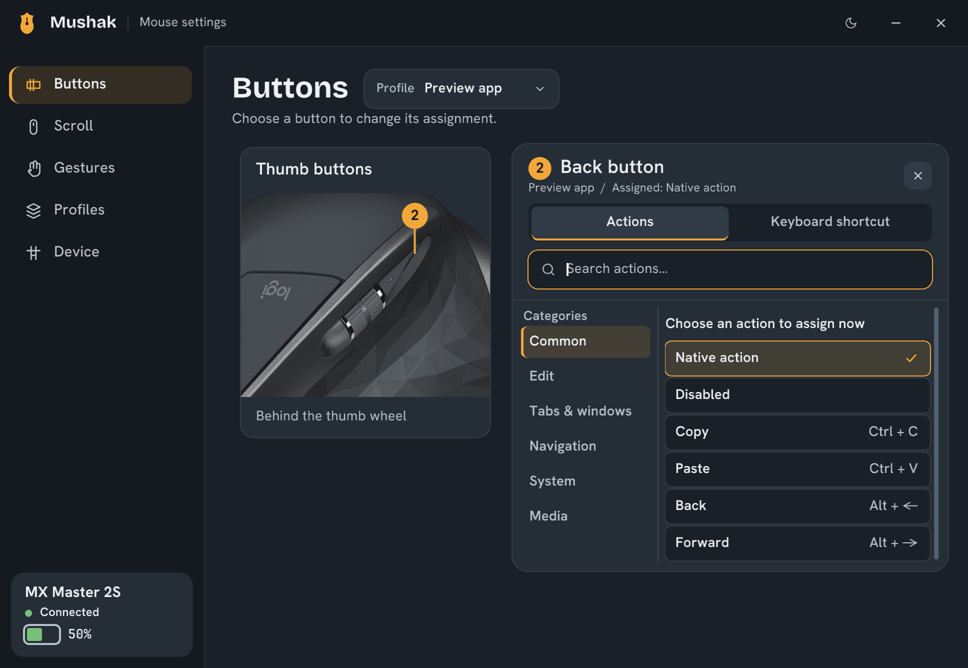 Mushak
Mouse settings
Buttons
Scroll
Gestures
Profiles
Device
MX Master 2S
Connected
50%
Buttons
Profile Preview app
Choose a button to change its assignment.
Thumb buttons
2
logi
Behind the thumb wheel
2 Back button
Preview app / Assigned: Native action
Actions
Keyboard shortcut
Search actions...
Categories
Common
Edit
Tabs & windows
Navigation
System
Media
Choose an action to assign now
Native action
Disabled
Copy Ctrl + C
Paste Ctrl + V
Back Alt + ←
Forward Alt + →